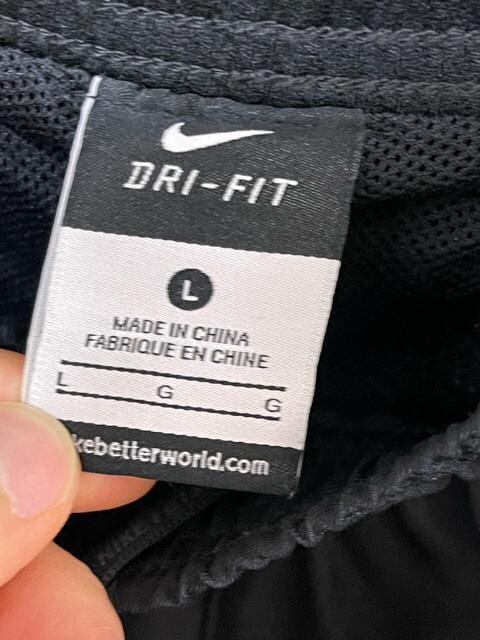 DRI-FIT
L
MADE IN CHINA
FABRIQUE EN CHINE
L G G
kebetterworld.com